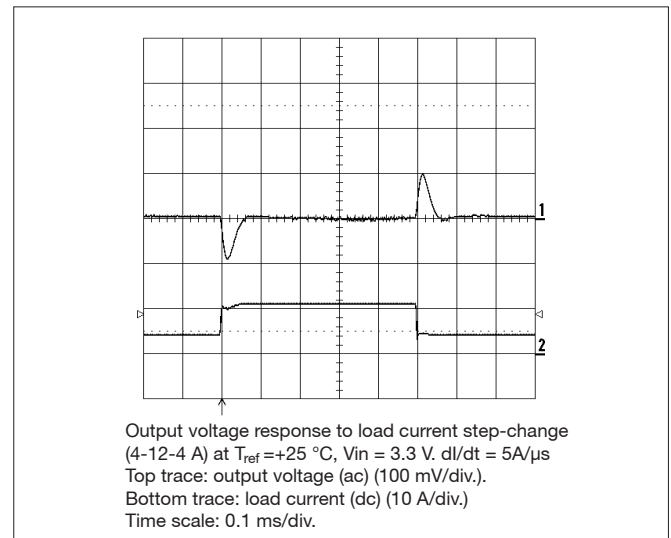 1
2
Output voltage response to load current step-change
(4-12-4 A) at Tref =+25 °C, Vin = 3.3 V. dI/dt = 5A/µs
Top trace: output voltage (ac) (100 mV/div.).
Bottom trace: load current (dc) (10 A/div.)
Time scale: 0.1 ms/div.